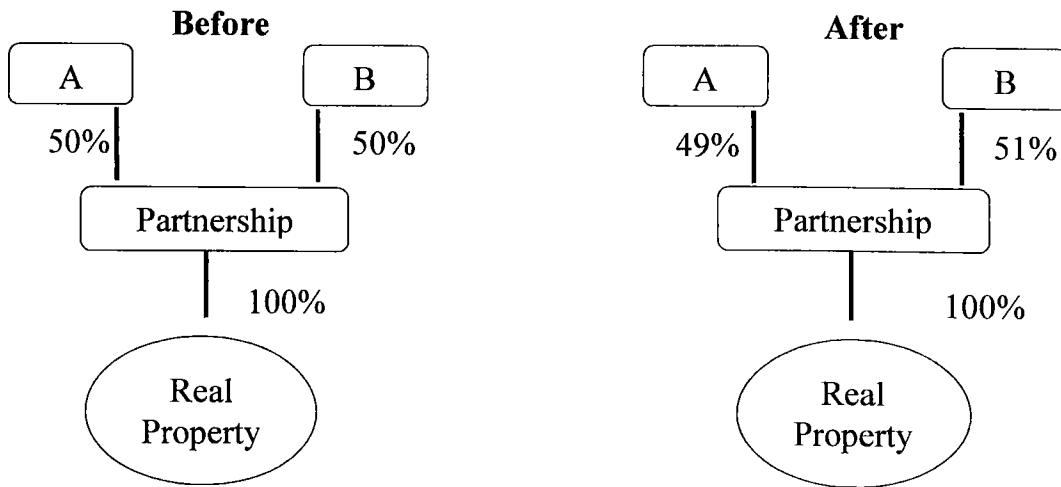 Before
A
B
50%
50%
Partnership
100%
Real
Property
After
A
B
49%
51%
Partnership
100%
Real
Property